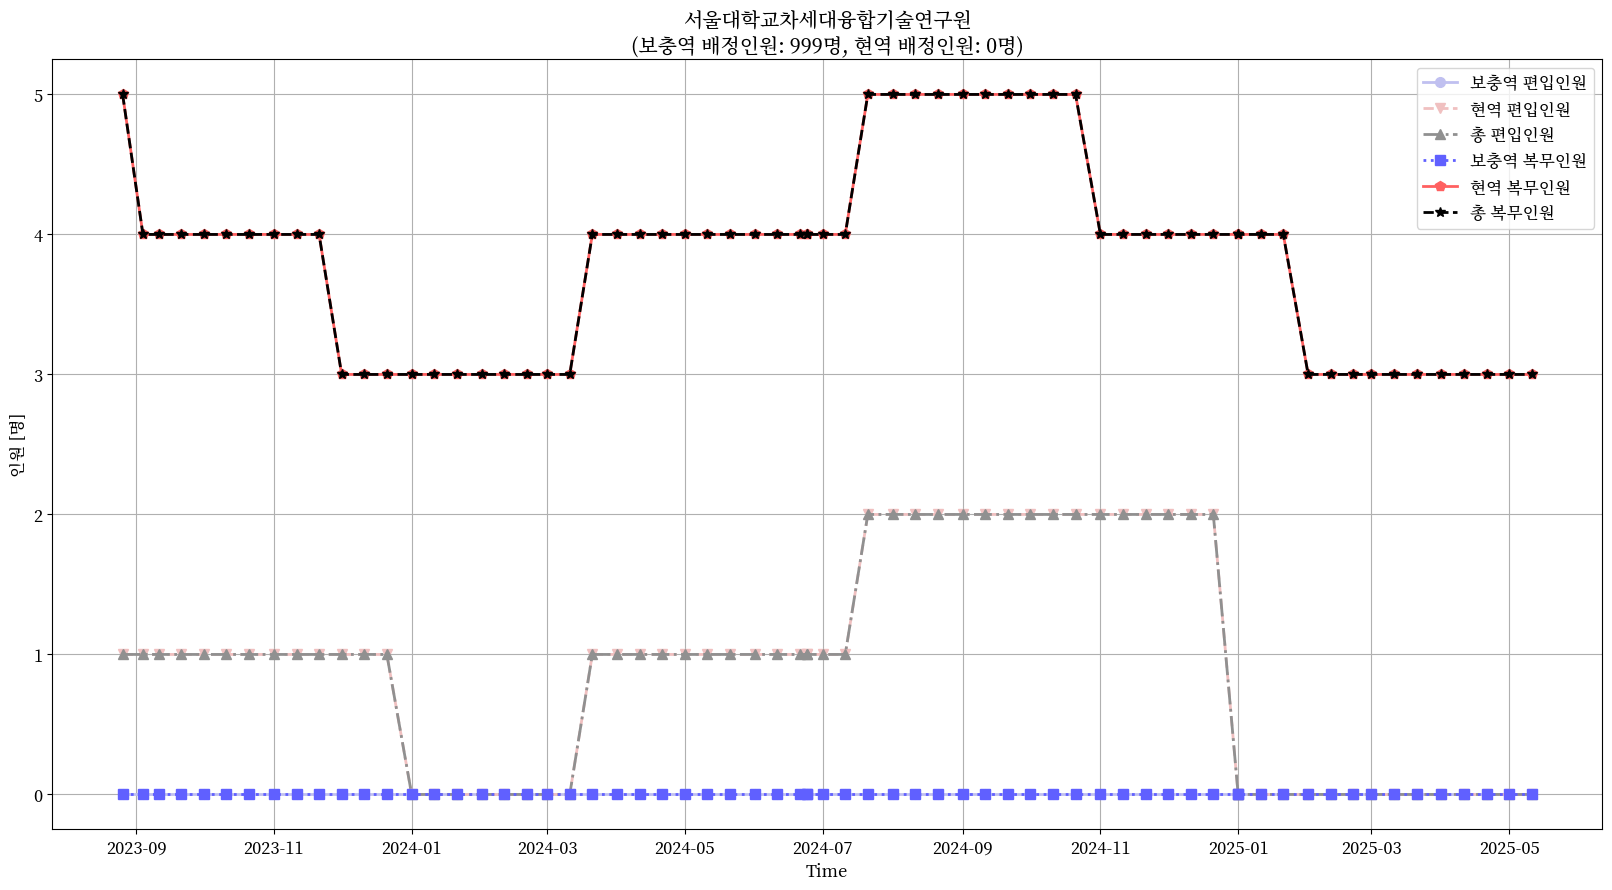 서울대학교차세대융합기술연구원
(보충역 배정인원: 999명, 현역 배정인원: 0명)
보충역 편입인원
현역 편입인원
총 편입인원
보충역 복무인원
현역 복무인원
총 복무인원
인원 [명]
5
4
3
2
1
0
2023-09 2023-11 2024-01 2024-03 2024-05 2024-07 2024-09 2024-11 2025-01 2025-03 2025-05
Time